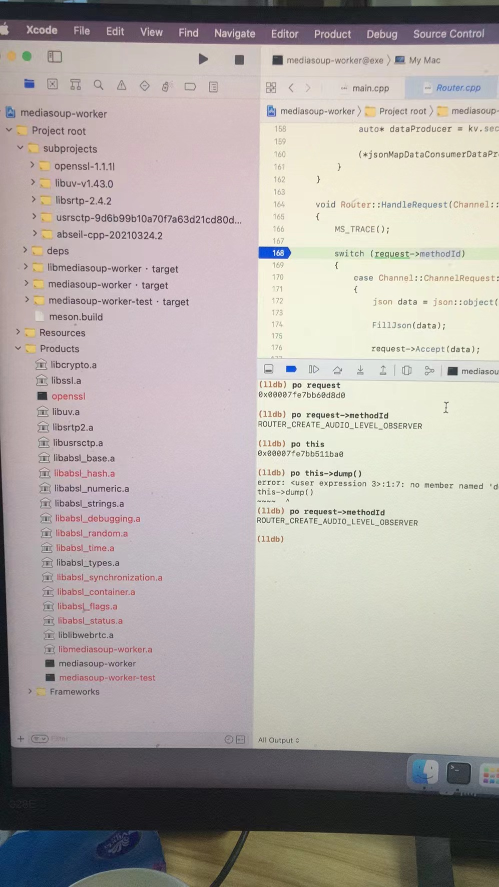 Xcode File Edit View Find Navigate Editor Product Debug Source Control
mediasoup-worker@exe 〉 My Mac
main.cpp Router.cpp
mediasoup-worker
mediasoup-worker 〉 Project root 〉 mediasoup-
Project root
subprojects
openssl-1.1.1l
libuv-v1.43.0
libsrtp-2.4.2
usrsctp-9d6b99b10a70f7a63d21cd80d...
abseil-cpp-20210324.2
deps
libmediasoup-worker · target
mediasoup-worker · target
mediasoup-worker-test · target
meson.build
Resources
Products
libcrypto.a
libssl.a
openssl
libuv.a
libsrtp2.a
libusrsctp.a
libabsl_base.a
libabsl_hash.a
libabsl_numeric.a
libabsl_strings.a
libabsl_debugging.a
libabsl_random.a
libabsl_time.a
libabsl_types.a
libabsl_synchronization.a
libabsl_container.a
libabsl_flags.a
libabsl_status.a
liblibwebrtc.a
libmediasoup-worker.a
mediasoup-worker
mediasoup-worker-test
Frameworks
Filter
158 auto* dataProducer = kv.sec
159
160 (*jsonMapDataConsumerDataPr
161 }
162 }
163
164 void Router::HandleRequest(Channel::
165 {
166 MS_TRACE();
167
168 switch (request->methodId)
169 {
170 case Channel::ChannelRequest:
171 {
172 json data = json::object(
173
174 FillJson(data);
175
176 request->Accept(data);
mediasou
(lldb) po request
0x00007fe7bb60d8d0
(lldb) po request->methodId
ROUTER_CREATE_AUDIO_LEVEL_OBSERVER
(lldb) po this
0x00007fe7bb511ba0
(lldb) po this->dump()
error: <user expression 3>:1:7: no member named 'd
this->dump()
~~~~ ^
(lldb) po request->methodId
ROUTER_CREATE_AUDIO_LEVEL_OBSERVER
(lldb)
All Output